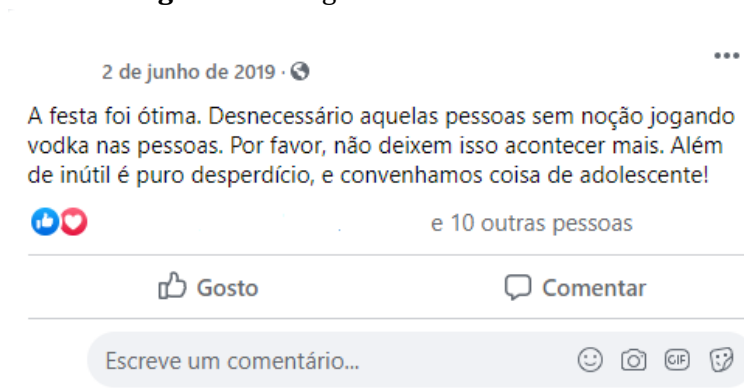 2 de junho de 2019 ·
A festa foi ótima. Desnecessário aquelas pessoas sem noção jogando
vodka nas pessoas. Por favor, não deixem isso acontecer mais. Além
de inútil é puro desperdício, e convenhamos coisa de adolescente!
e 10 outras pessoas
Gosto
Comentar
Escreve um comentário...
GIF